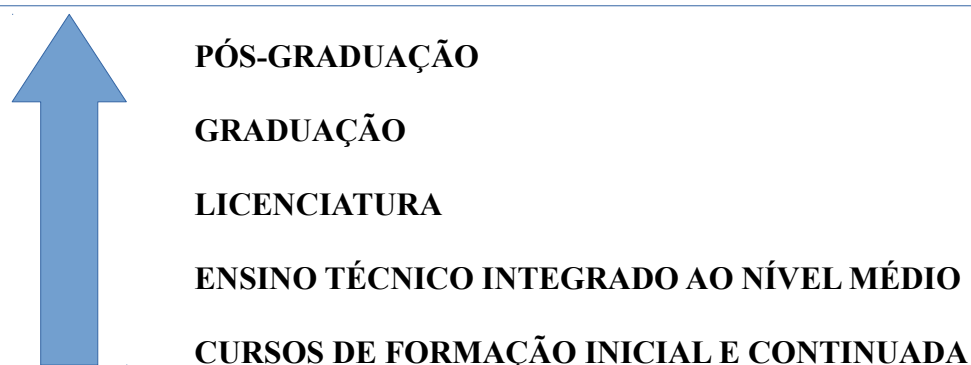 PÓS-GRADUAÇÃO
GRADUAÇÃO
LICENCIATURA
ENSINO TÉCNICO INTEGRADO AO NÍVEL MÉDIO
CURSOS DE FORMAÇÃO INICIAL E CONTINUADA